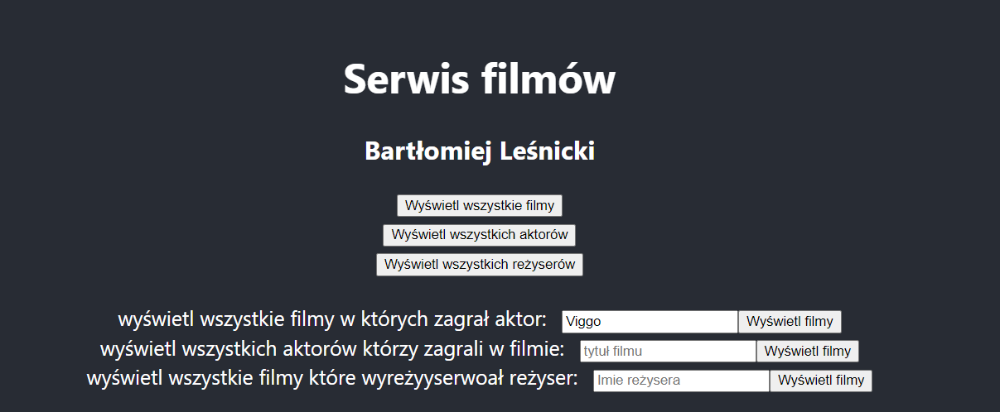 Serwis filmów
Bartłomiej Leśnicki
Wyświetl wszystkie filmy
Wyświetl wszystkich aktorów
Wyświetl wszystkich reżyserów
wyświetl wszystkie filmy w których zagrał aktor: Viggo Wyświetl filmy
wyświetl wszystkich aktorów którzy zagrali w filmie: tytuł filmu Wyświetl filmy
wyświetl wszystkie filmy które wyreżyyserwoał reżyser: Imie reżysera Wyświetl filmy